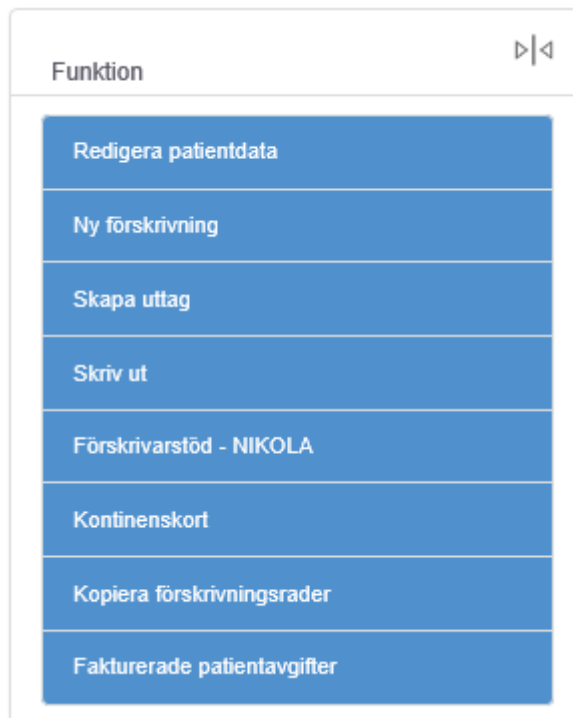 Funktion
Redigera patientdata
Ny förskrivning
Skapa uttag
Skriv ut
Förskrivarstöd - NIKOLA
Kontinenskort
Kopiera förskrivningsrader
Fakturerade patientavgifter